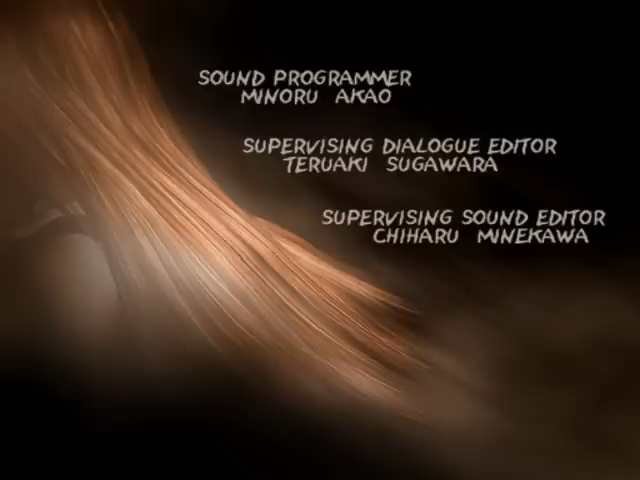 SOUND PROGRAMMER
MINORU AKAO
SUPERVISING DIALOGUE EDITOR
TERUAKI SUGAWARA
SUPERVISING SOUND EDITOR
CHIHARU MINEKAWA